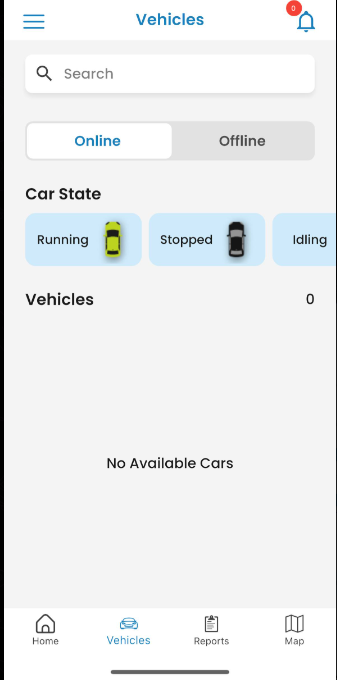 Vehicles
0
Search
Online
Offline
Car State
Running
Stopped
Idling
Vehicles
0
No Available Cars
Home
Vehicles
Reports
Map